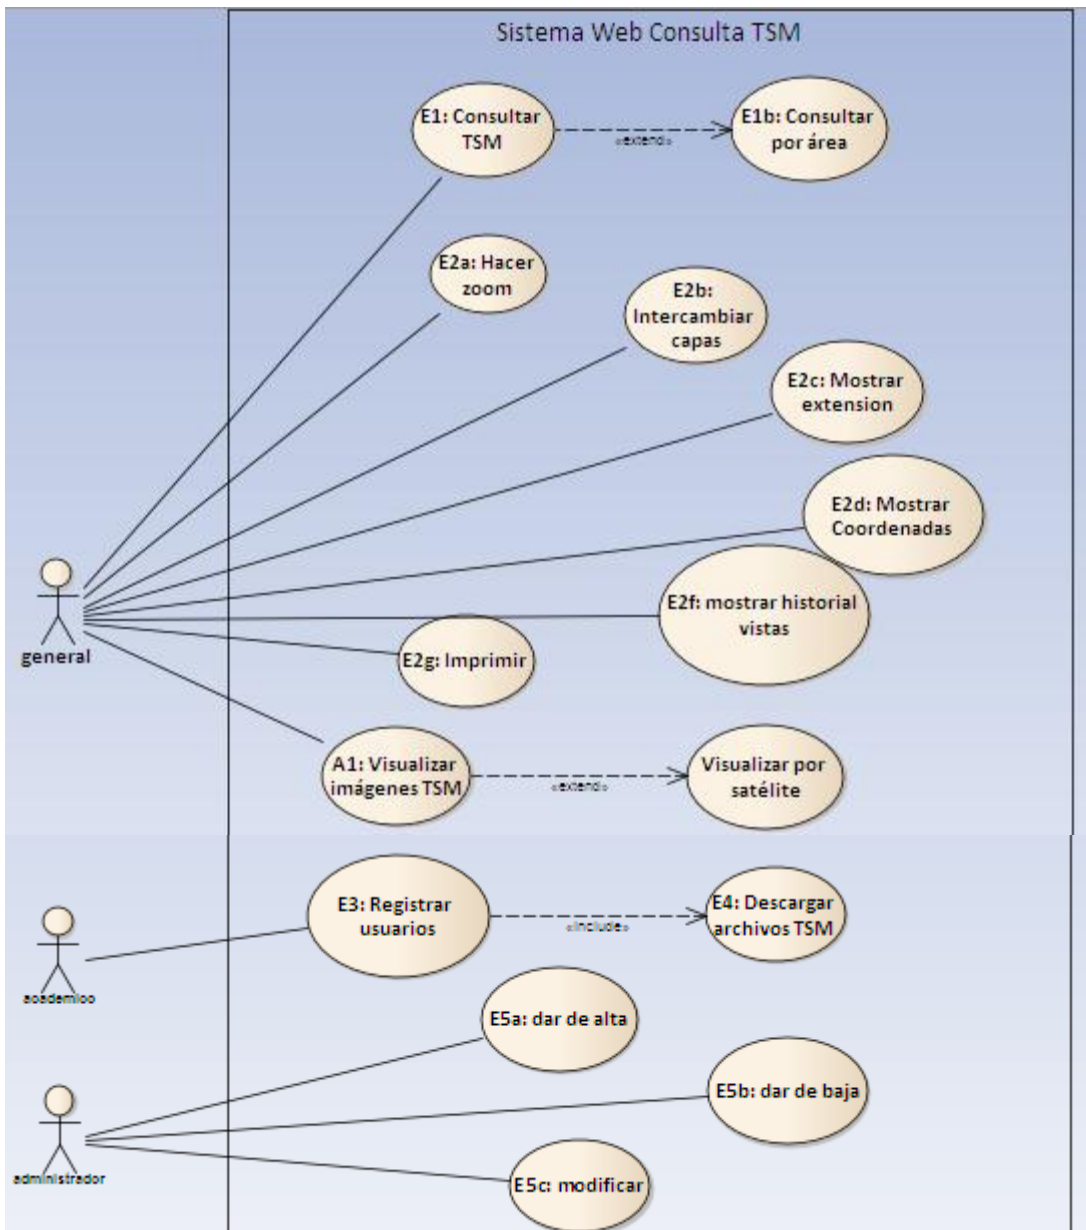 Sistema Web Consulta TSM
E1: Consultar
TSM
«extend»
E1b: Consultar
por área
E2a: Hacer
zoom
E2b:
Intercambiar
capas
E2c: Mostrar
extension
E2d: Mostrar
Coordenadas
E2f: mostrar historial
vistas
general
E2g: Imprimir
A1: Visualizar
imágenes TSM
«extend»
Visualizar por
satélite
E3: Registrar
usuarios
«include»
E4: Descargar
archivos TSM
academico
E5a: dar de alta
E5b: dar de baja
administrador
E5c: modificar